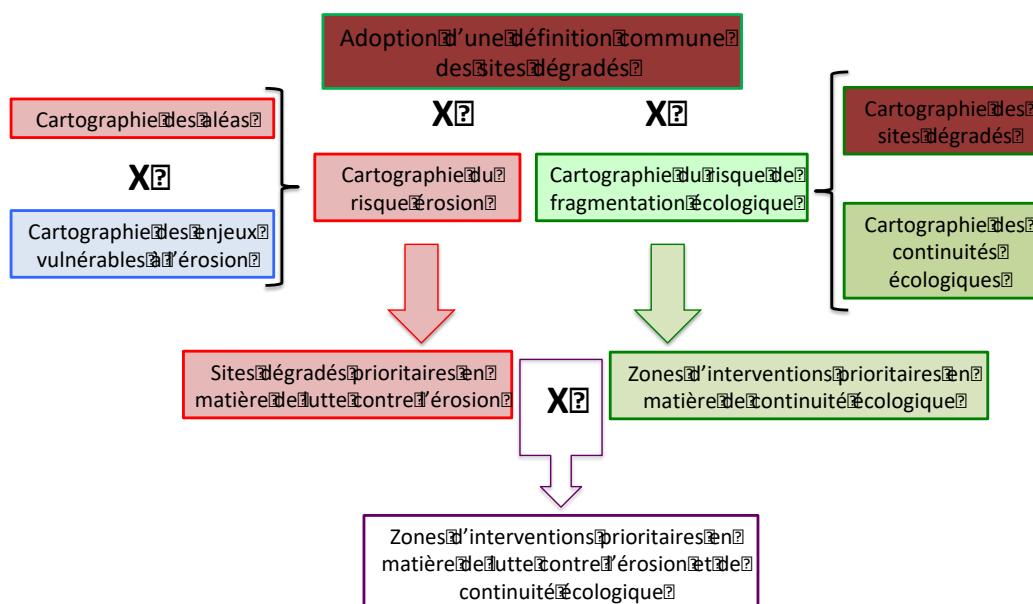 Adoption d'une définition commune
des sites dégradés
X X
Cartographie des aléas
X
Cartographie des enjeux
vulnérables à l'érosion
Cartographie du
risque érosion
Cartographie du risque de
fragmentation écologique
Cartographie des
sites dégradés
Cartographie des
continuités
écologiques
Sites dégradés prioritaires en
matière de lutte contre l'érosion
X
Zones d'interventions prioritaires en
matière de continuité écologique
Zones d'interventions prioritaires en
matière de lutte contre l'érosion et de
continuité écologique